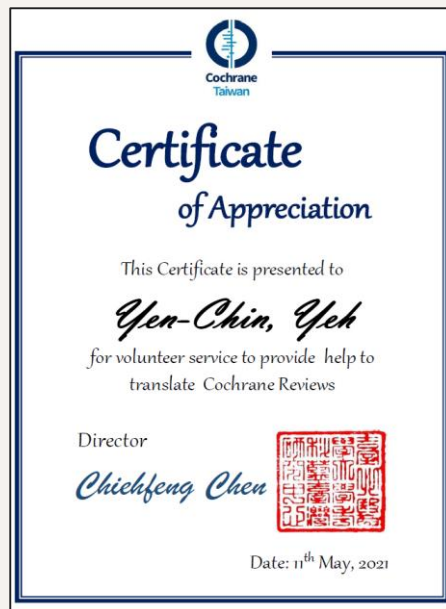 Cochrane
Taiwan
Certificate
of Appreciation
This Certificate is presented to
Yen-Chin, Yeh
for volunteer service to provide help to
translate Cochrane Reviews
Director
Chiehfeng Chen
Date: 11th May, 2021